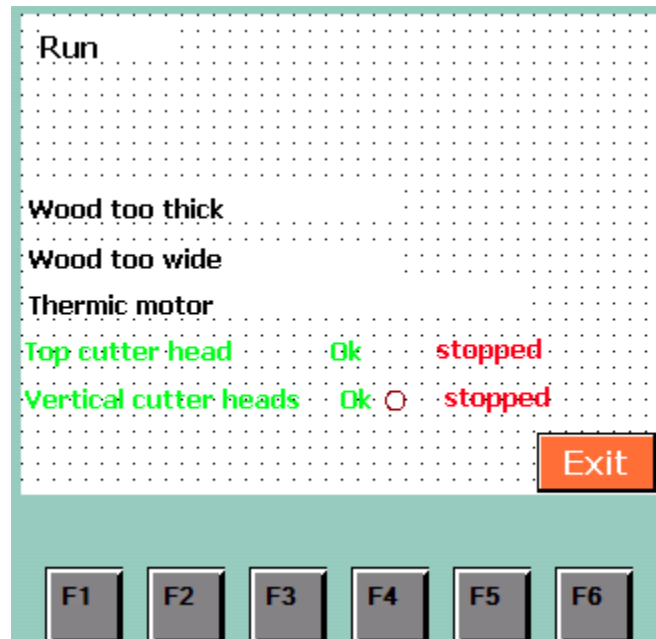 Run
Wood too thick
Wood too wide
Thermic motor
Top cutter head Ok stopped
Vertical cutter heads Ok stopped
Exit
F1 F2 F3 F4 F5 F6